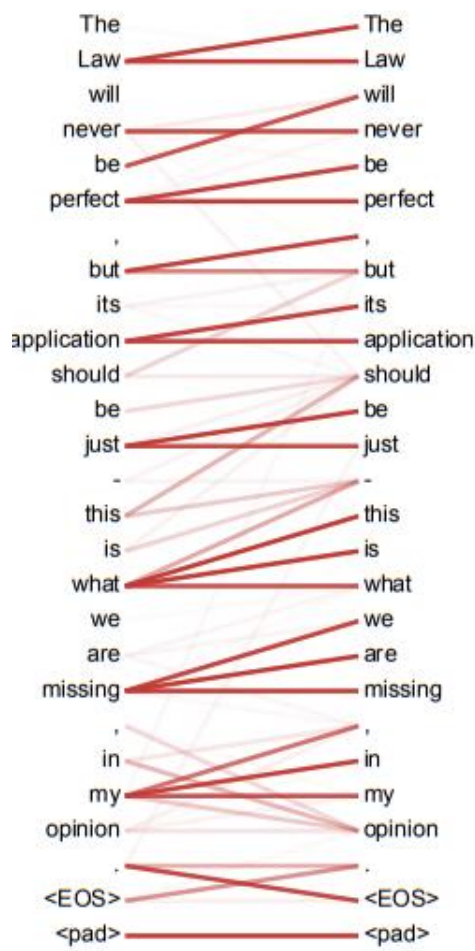 The The
Law Law
will will
never never
be be
perfect perfect
, ,
but but
its its
application application
should should
be be
just just
- -
this this
is is
what what
we we
are are
missing missing
, ,
in in
my my
opinion opinion
. .
<EOS> <EOS>
<pad> <pad>